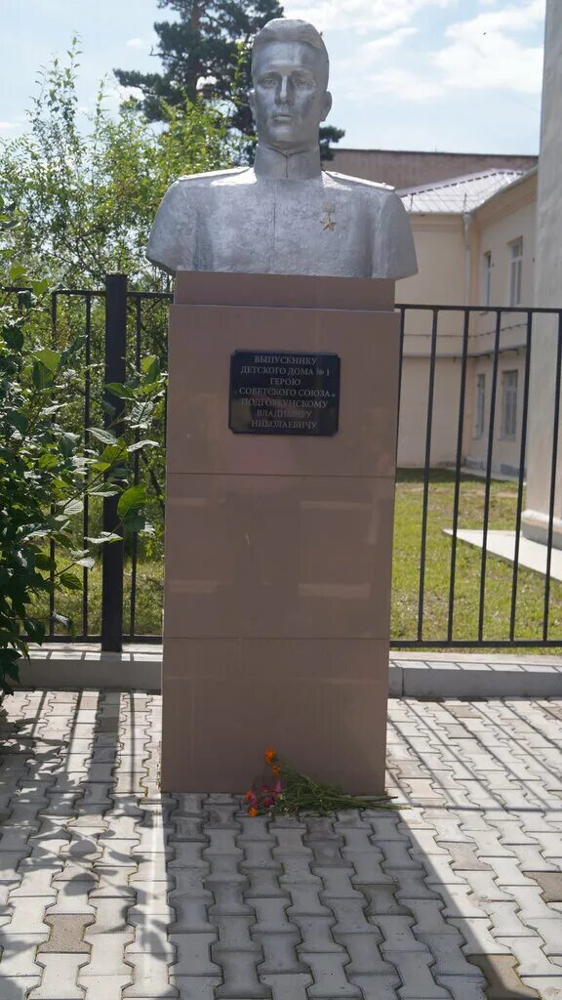 ВЫПУСКНИКУ
ДЕТСКОГО ДОМА № 1
ГЕРОЮ
СОВЕТСКОГО СОЮЗА
ПОДГОРБУНСКОМУ
ВЛАДИМИРУ
НИКОЛАЕВИЧУ